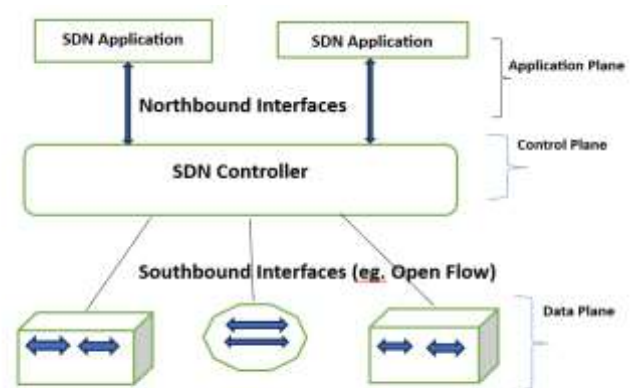 SDN Application
SDN Application
Application Plane
Northbound Interfaces
Control Plane
SDN Controller
Southbound Interfaces (eg. Open Flow)
Data Plane